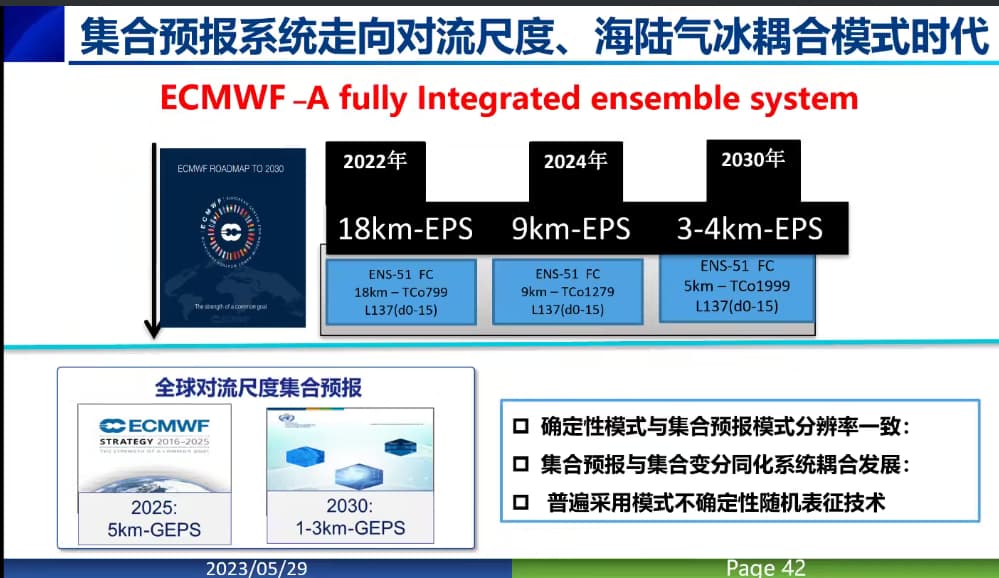 集合预报系统走向对流尺度、海陆气冰耦合模式时代
ECMWF –A fully Integrated ensemble system
ECMWF ROADMAP TO 2030
The strength of a common goal
2022年
2024年
2030年
18km-EPS
9km-EPS
3-4km-EPS
ENS-51 FC
18km – TCo799
L137(d0-15)
ENS-51 FC
9km – TCo1279
L137(d0-15)
ENS-51 FC
5km – TCo1999
L137(d0-15)
全球对流尺度集合预报
ECMWF
STRATEGY 2016–2025
THE STRENGTH OF A COMMON GOAL
2025:
5km-GEPS
2030:
1-3km-GEPS
确定性模式与集合预报模式分辨率一致：
集合预报与集合变分同化系统耦合发展：
普遍采用模式不确定性随机表征技术
2023/05/29
Page 42